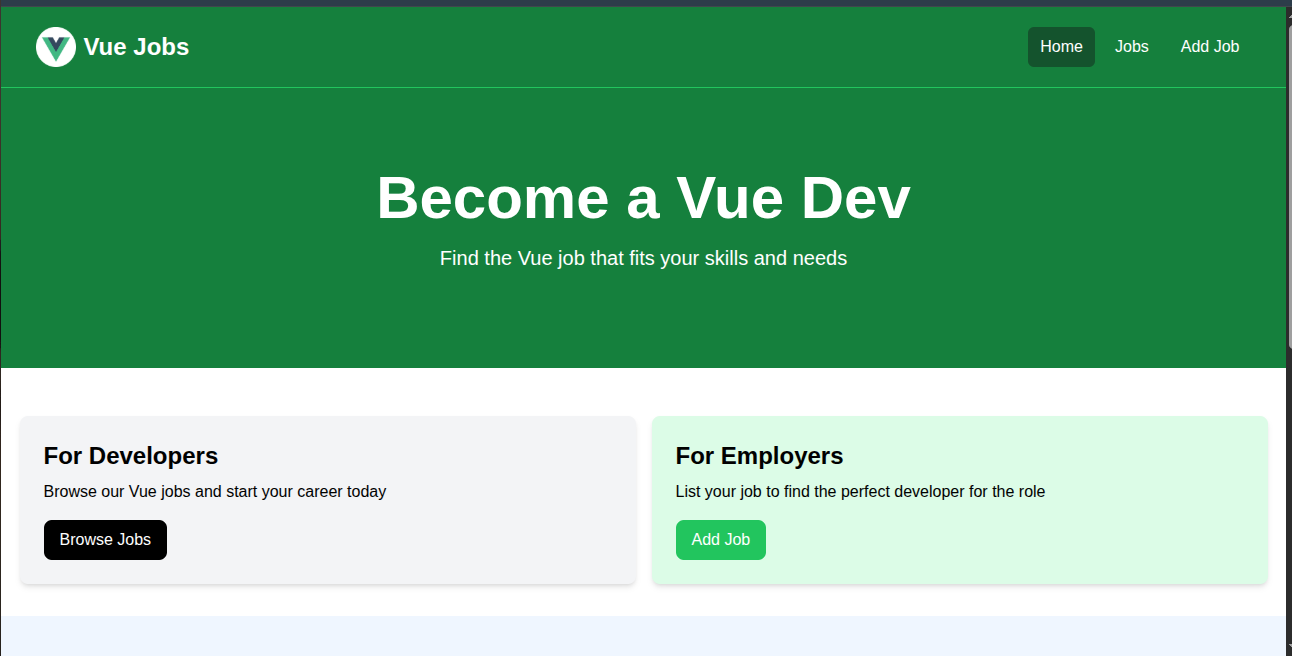 Vue Jobs
Home
Jobs
Add Job
Become a Vue Dev
Find the Vue job that fits your skills and needs
For Developers
Browse our Vue jobs and start your career today
Browse Jobs
For Employers
List your job to find the perfect developer for the role
Add Job